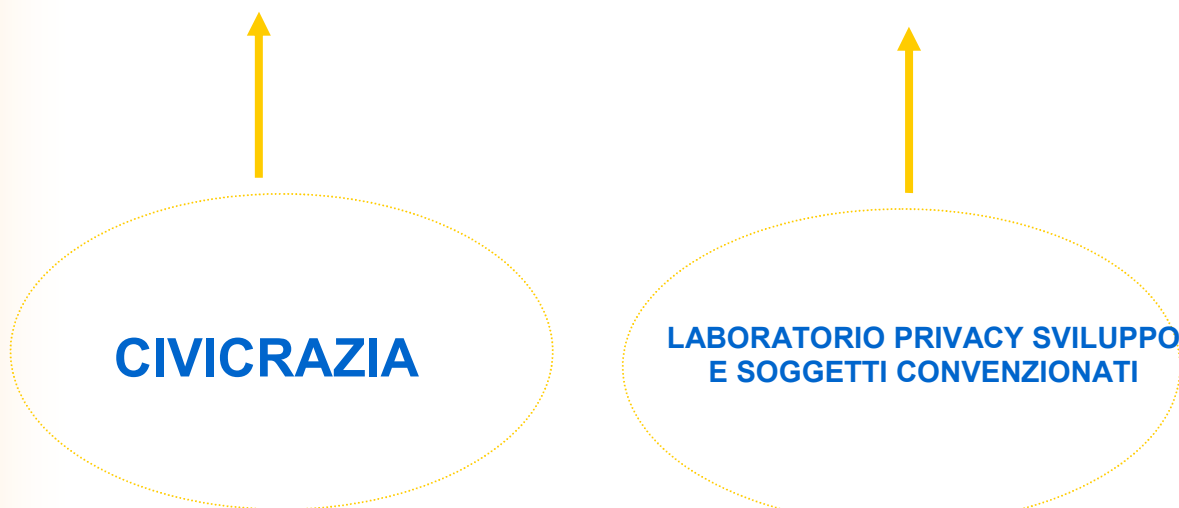 CIVICRAZIA
LABORATORIO PRIVACY SVILUPPO
E SOGGETTI CONVENZIONATI